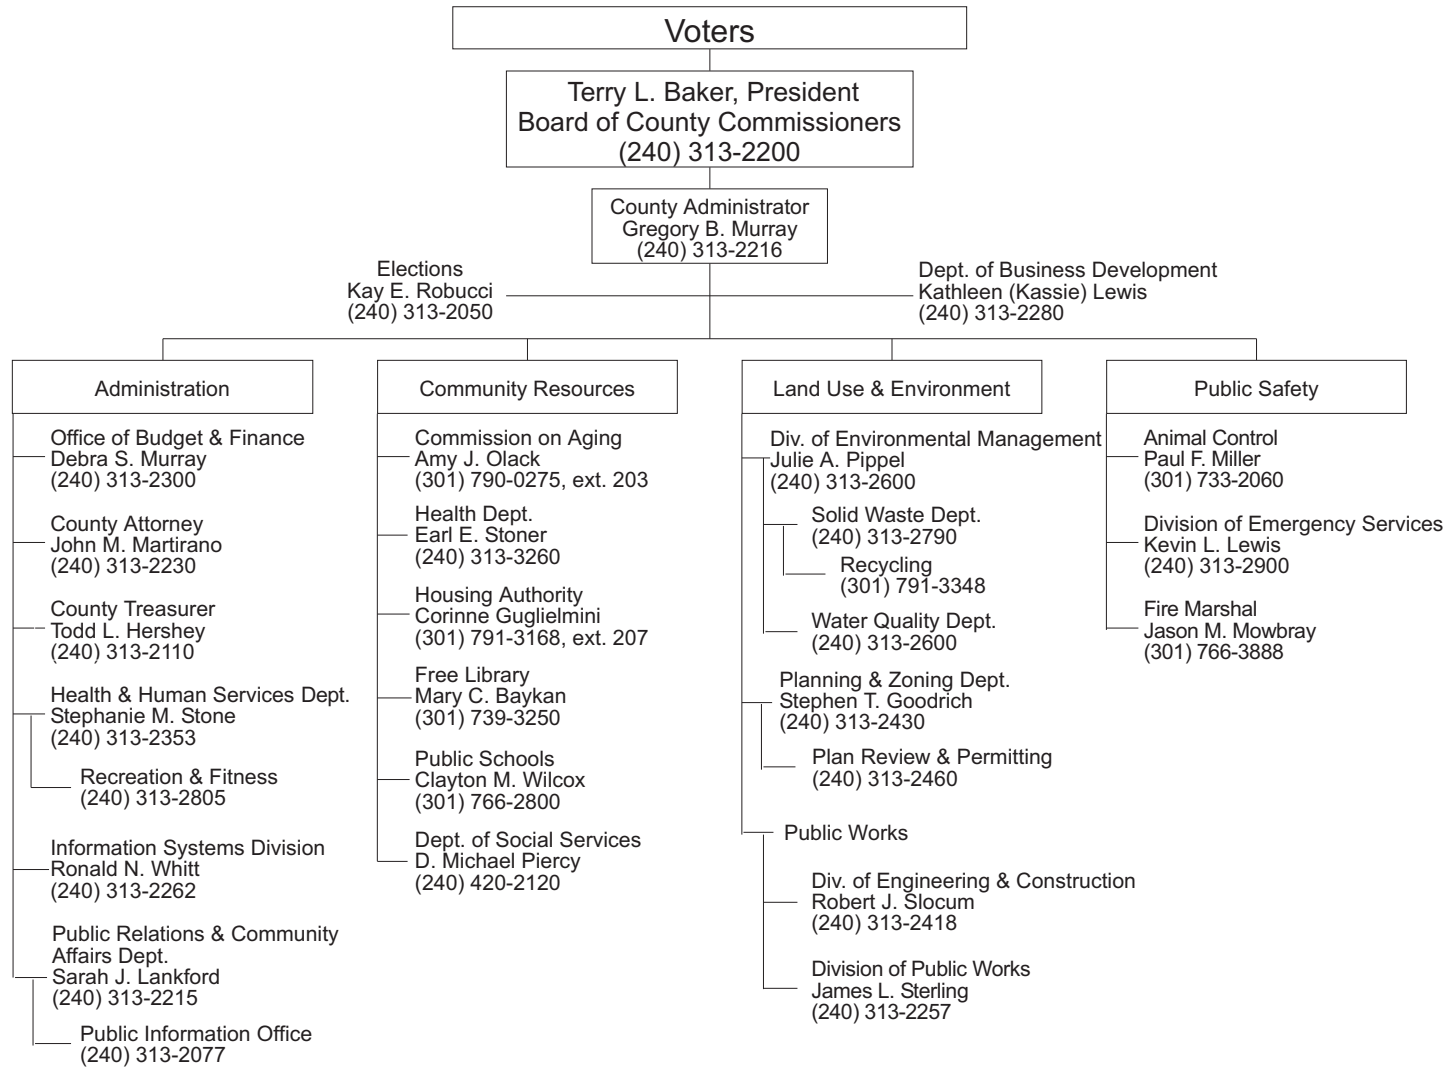 Voters
Terry L. Baker, President
Board of County Commissioners
(240) 313-2200
County Administrator
Gregory B. Murray
(240) 313-2216
Elections
Kay E. Robucci
(240) 313-2050
Dept. of Business Development
Kathleen (Kassie) Lewis
(240) 313-2280
Administration
Office of Budget & Finance
Debra S. Murray
(240) 313-2300
County Attorney
John M. Martirano
(240) 313-2230
County Treasurer
Todd L. Hershey
(240) 313-2110
Health & Human Services Dept.
Stephanie M. Stone
(240) 313-2353
Recreation & Fitness
(240) 313-2805
Information Systems Division
Ronald N. Whitt
(240) 313-2262
Public Relations & Community
Affairs Dept.
Sarah J. Lankford
(240) 313-2215
Public Information Office
(240) 313-2077
Community Resources
Commission on Aging
Amy J. Olack
(301) 790-0275, ext. 203
Health Dept.
Earl E. Stoner
(240) 313-3260
Housing Authority
Corinne Guglielmini
(301) 791-3168, ext. 207
Free Library
Mary C. Baykan
(301) 739-3250
Public Schools
Clayton M. Wilcox
(301) 766-2800
Dept. of Social Services
D. Michael Piercy
(240) 420-2120
Land Use & Environment
Div. of Environmental Management
Julie A. Pippel
(240) 313-2600
Solid Waste Dept.
(240) 313-2790
Recycling
(301) 791-3348
Water Quality Dept.
(240) 313-2600
Planning & Zoning Dept.
Stephen T. Goodrich
(240) 313-2430
Plan Review & Permitting
(240) 313-2460
Public Works
Div. of Engineering & Construction
Robert J. Slocum
(240) 313-2418
Division of Public Works
James L. Sterling
(240) 313-2257
Public Safety
Animal Control
Paul F. Miller
(301) 733-2060
Division of Emergency Services
Kevin L. Lewis
(240) 313-2900
Fire Marshal
Jason M. Mowbray
(301) 766-3888